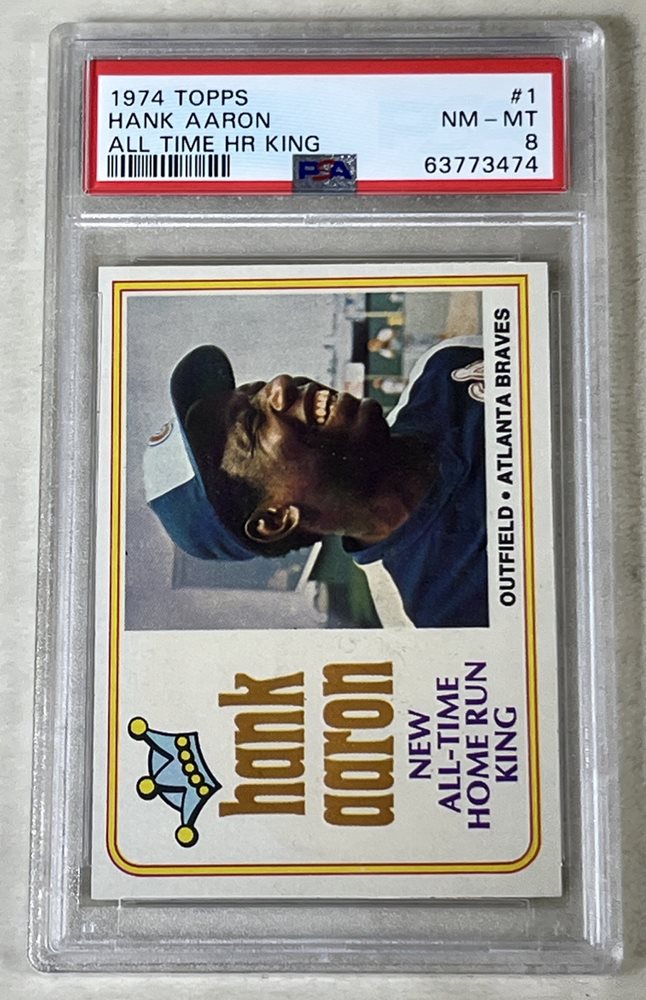 1974 TOPPS #1
HANK AARON NM - MT
ALL TIME HR KING 8
PSA 63773474
hank
aaron
NEW
ALL-TIME
HOME RUN
KING
OUTFIELD • ATLANTA BRAVES